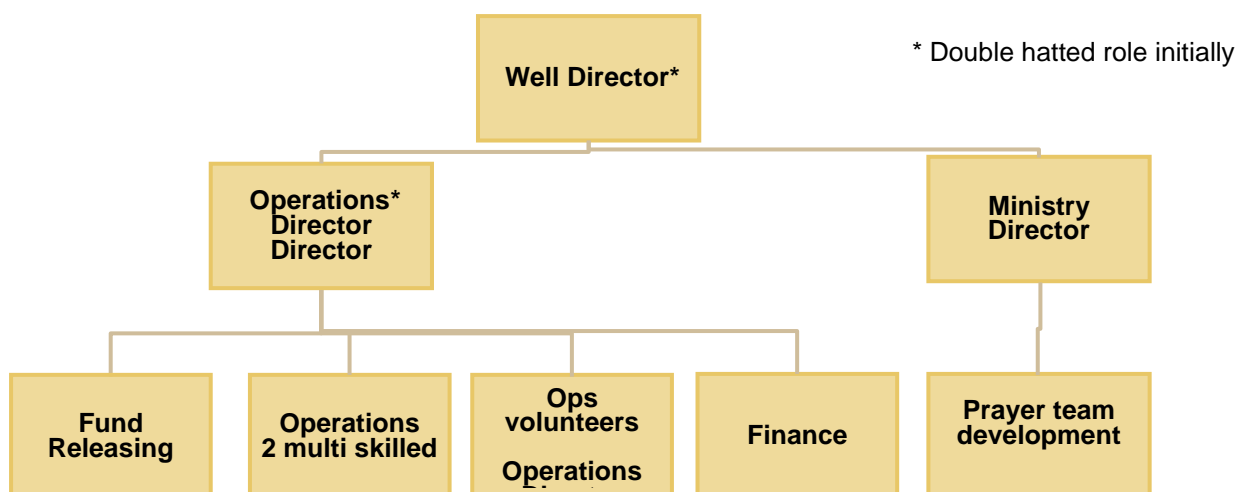 Well Director*
* Double hatted role initially
Operations*
Director
Director
Ministry
Director
Fund
Releasing
Operations
2 multi skilled
Ops
volunteers
Operations
Finance
Prayer team
development